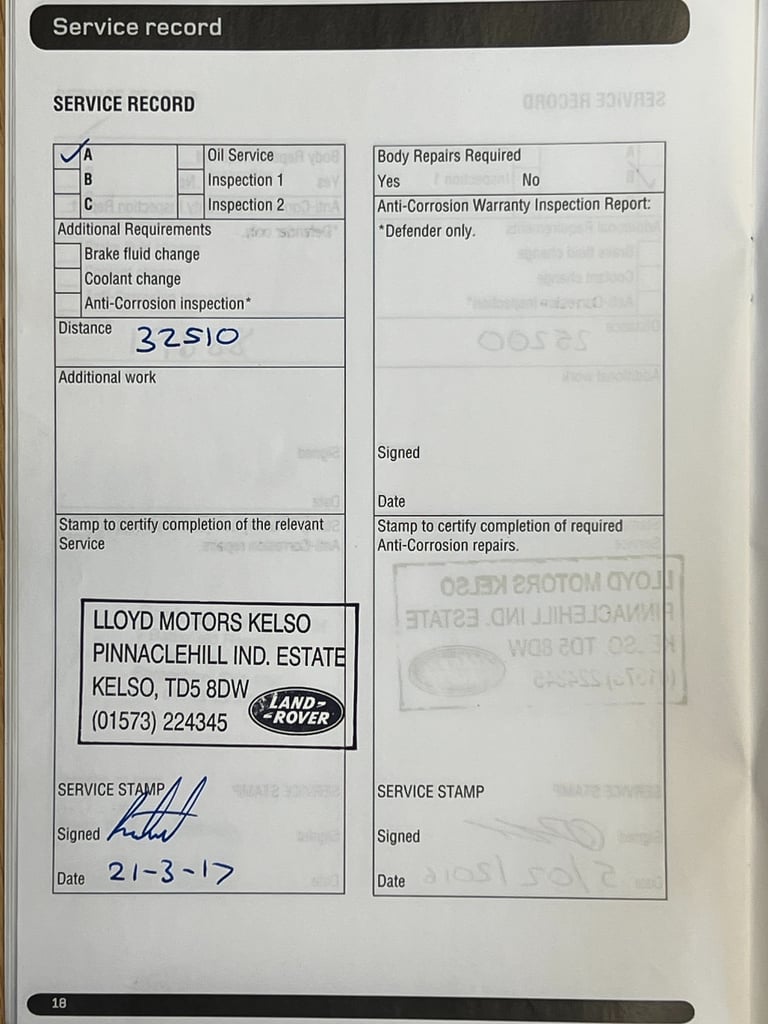 Service record
SERVICE RECORD
A Oil Service
B Inspection 1
C Inspection 2
Additional Requirements
Brake fluid change
Coolant change
Anti-Corrosion inspection*
Distance 32510
Additional work
Stamp to certify completion of the relevant
Service
LLOYD MOTORS KELSO
PINNACLEHILL IND. ESTATE
KELSO, TD5 8DW
(01573) 224345
LAND-
-ROVER
SERVICE STAMP
Signed
Date 21-3-17
Body Repairs Required
Yes No
Anti-Corrosion Warranty Inspection Report:
*Defender only.
Signed
Date
Stamp to certify completion of required
Anti-Corrosion repairs.
SERVICE STAMP
Signed
Date
18